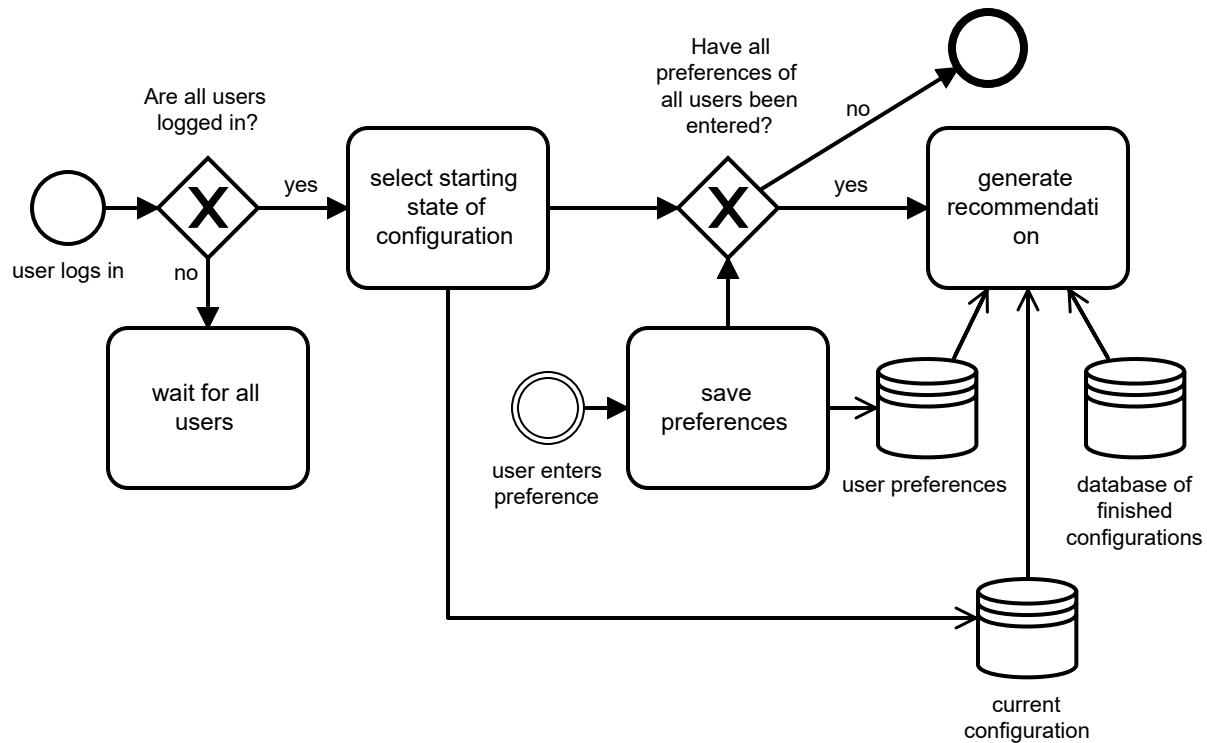 Are all users
logged in?
Have all
preferences of
all users been
entered?
no
select starting
state of
configuration
generate
recommendati
on
yes
yes
user logs in
no
wait for all
users
save
preferences
user enters
preference
user preferences
database of
finished
configurations
current
configuration